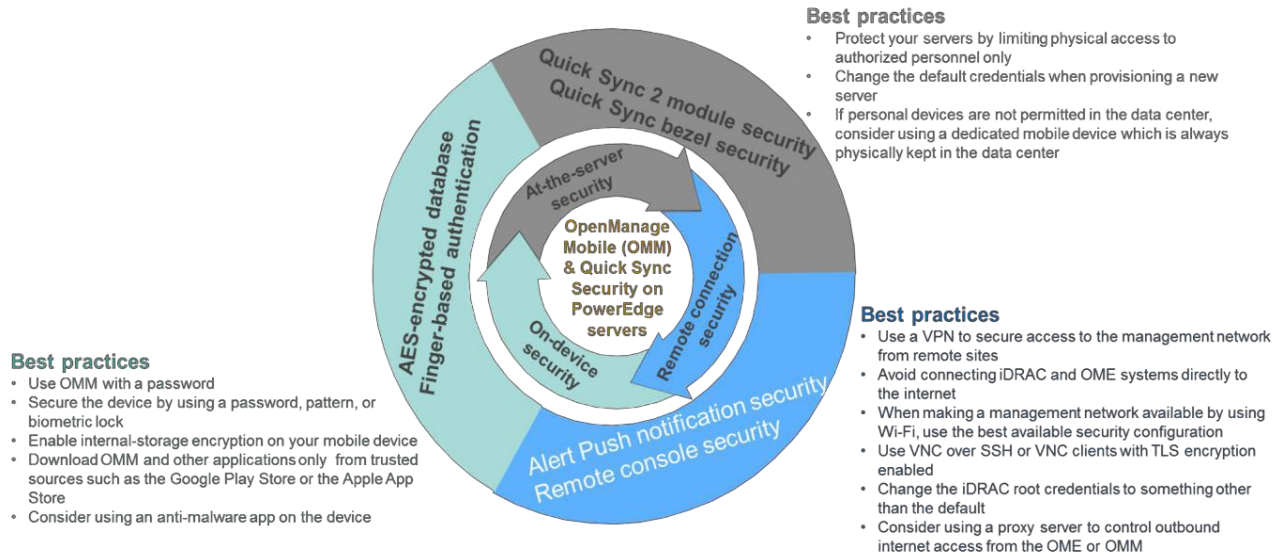 Best practices
• Protect your servers by limiting physical access to
authorized personnel only
• Change the default credentials when provisioning a new
server
• If personal devices are not permitted in the data center,
consider using a dedicated mobile device which is always
physically kept in the data center
Quick Sync 2 module security
Quick Sync bezel security
AES-encrypted database
Finger-based authentication
At-the-server
security
OpenManage
Mobile (OMM)
& Quick Sync
Security on
PowerEdge
servers
Remote connection
security
On-device
security
Alert Push notification security
Remote console security
Best practices
• Use a VPN to secure access to the management network
from remote sites
• Avoid connecting iDRAC and OME systems directly to
the internet
• When making a management network available by using
Wi-Fi, use the best available security configuration
• Use VNC over SSH or VNC clients with TLS encryption
enabled
• Change the iDRAC root credentials to something other
than the default
• Consider using a proxy server to control outbound
internet access from the OME or OMM
Best practices
• Use OMM with a password
• Secure the device by using a password, pattern, or
biometric lock
• Enable internal-storage encryption on your mobile device
• Download OMM and other applications only from trusted
sources such as the Google Play Store or the Apple App
Store
• Consider using an anti-malware app on the device